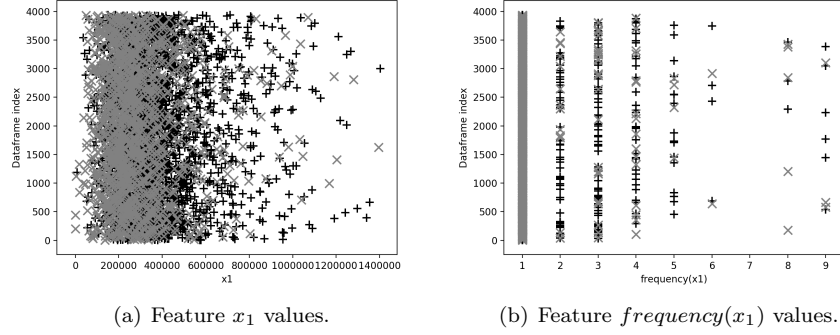 4000
3500
3000
2500
2000
1500
1000
500
0
Dataframe index
0 200000 400000 600000 800000 1000000 1200000 1400000
x1
4000
3500
3000
2500
2000
1500
1000
500
0
Dataframe index
1 2 3 4 5 6 7 8 9
frequency(x1)
(a) Feature x₁ values.
(b) Feature frequency(x₁) values.